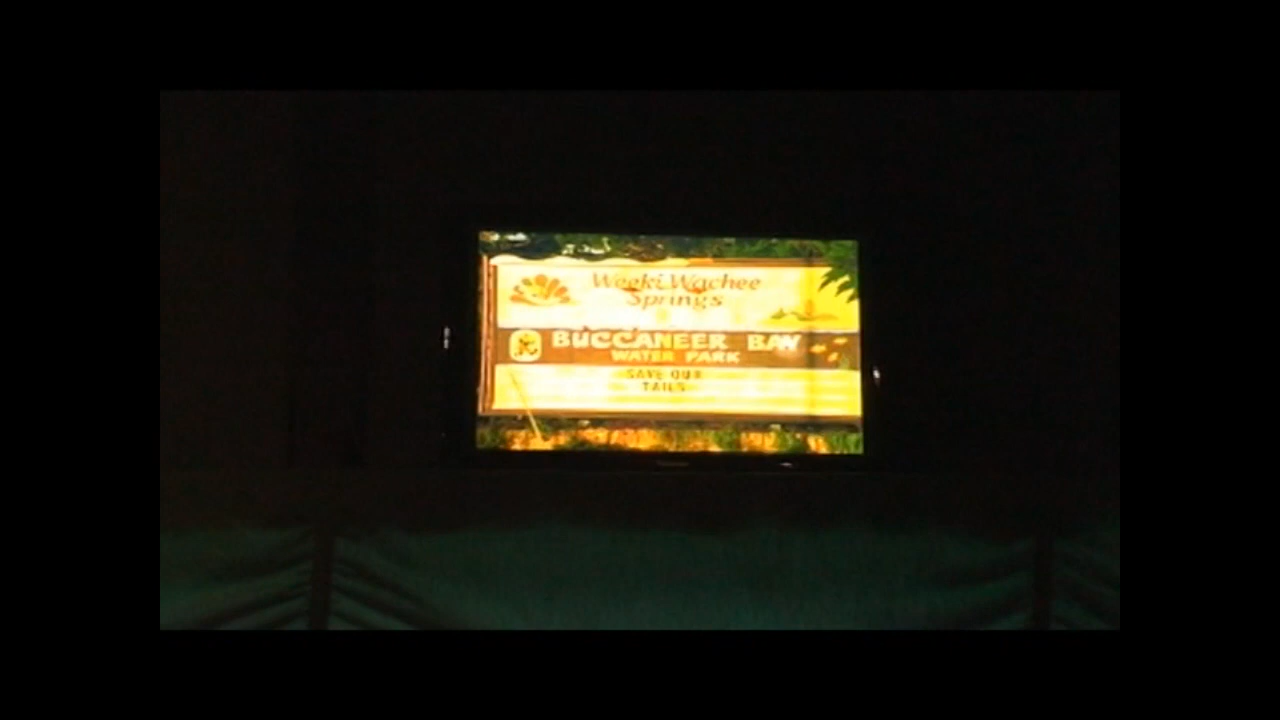 Weeki Wachee
Springs
BUCCANEER BAY
WATER PARK
SAVE OUR
TAILS